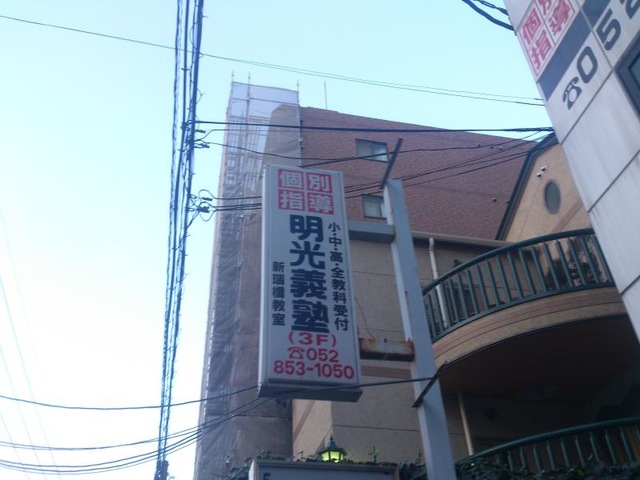 個別
指導
小・中・高・全教科受付
明光義塾
新瑞橋教室
(3F)
☎052
853-1050
個別
指導
☎052